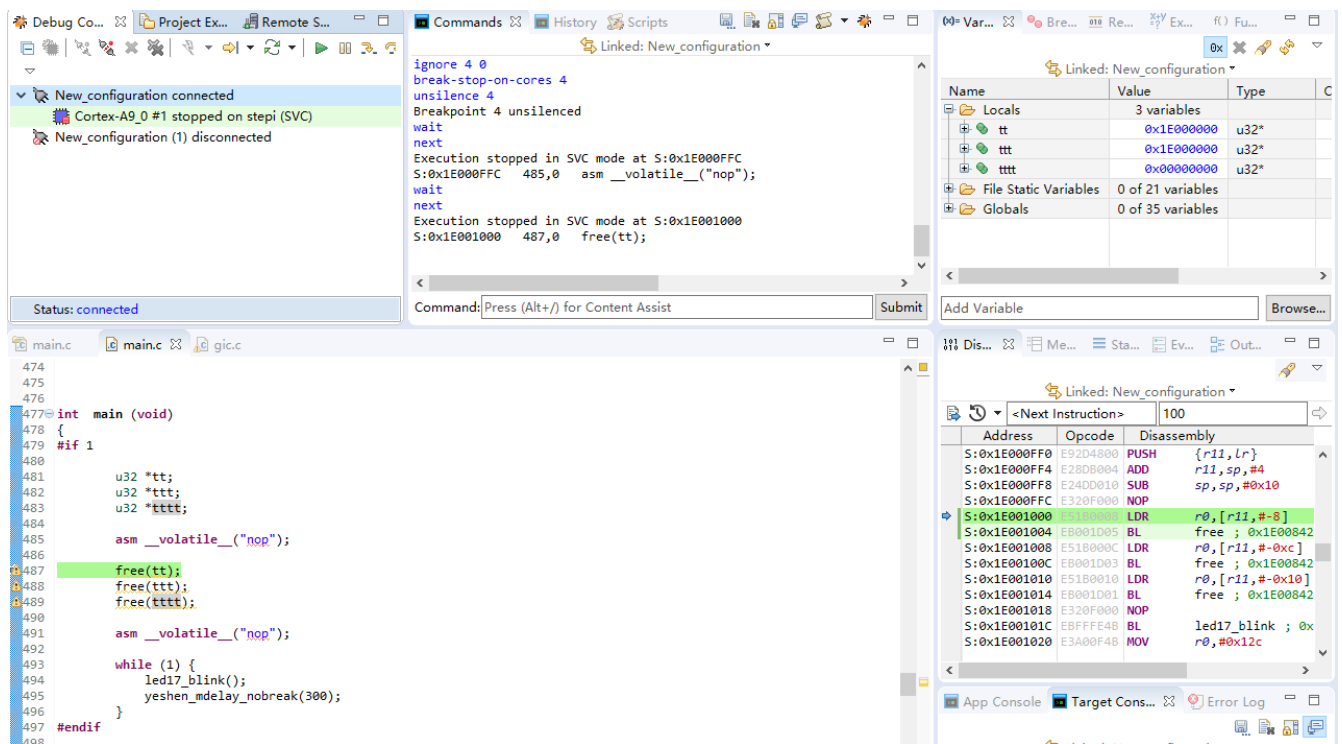 Debug Co... Project Ex... Remote S...
New_configuration connected
Cortex-A9_0 #1 stopped on stepi (SVC)
New_configuration (1) disconnected
Status: connected
Commands History Scripts
Linked: New_configuration
ignore 4 0
break-stop-on-cores 4
unsilence 4
Breakpoint 4 unsilenced
wait
next
Execution stopped in SVC mode at S:0x1E000FFC
S:0x1E000FFC 485,0 asm __volatile__("nop");
wait
next
Execution stopped in SVC mode at S:0x1E001000
S:0x1E001000 487,0 free(tt);
Command: Press (Alt+/) for Content Assist Submit
(x)= Var... Bre... 010 Re... x+y Ex... f() Fu...
0x
Linked: New_configuration
Name Value Type C
Locals 3 variables
tt 0x1E000000 u32*
ttt 0x1E000000 u32*
tttt 0x00000000 u32*
File Static Variables 0 of 21 variables
Globals 0 of 35 variables
Add Variable Browse...
main.c main.c gic.c
474
475
476
477 int main (void)
478 {
479 #if 1
480
481 u32 *tt;
482 u32 *ttt;
483 u32 *tttt;
484
485 asm __volatile__("nop");
486
487 free(tt);
488 free(ttt);
489 free(tttt);
490
491 asm __volatile__("nop");
492
493 while (1) {
494 led17_blink();
495 yeshen_mdelay_nobreak(300);
496 }
497 #endif
498
Dis... Me... Sta... Ev... Out...
Linked: New_configuration
<Next Instruction> 100
Address Opcode Disassembly
S:0x1E000FF0 E92D4800 PUSH {r11,lr}
S:0x1E000FF4 E28DB004 ADD r11,sp,#4
S:0x1E000FF8 E24DD010 SUB sp,sp,#0x10
S:0x1E000FFC E320F000 NOP
S:0x1E001000 E51B0008 LDR r0,[r11,#-8]
S:0x1E001004 EB001D05 BL free ; 0x1E00842
S:0x1E001008 E51B000C LDR r0,[r11,#-0xc]
S:0x1E00100C EB001D03 BL free ; 0x1E00842
S:0x1E001010 E51B0010 LDR r0,[r11,#-0x10]
S:0x1E001014 EB001D01 BL free ; 0x1E00842
S:0x1E001018 E320F000 NOP
S:0x1E00101C EBFFFE4B BL led17_blink ; 0x
S:0x1E001020 E3A00F4B MOV r0,#0x12c
App Console Target Cons... Error Log